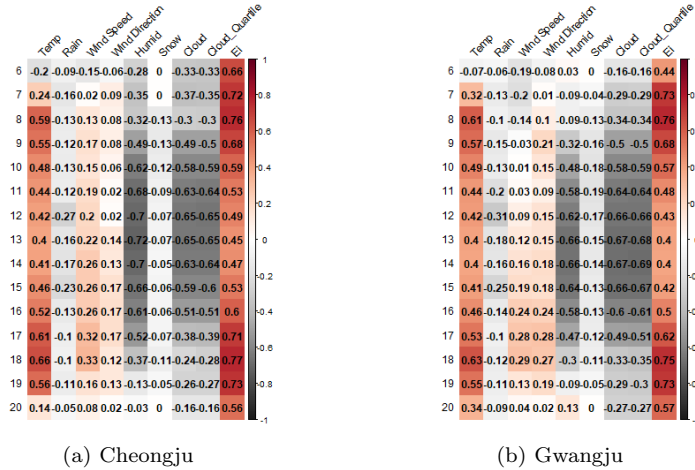 Temp Rain Wind Speed Wind Direction Humid Snow Cloud Cloud_Quartile El
6 -0.2 -0.09 -0.15 -0.06 -0.28 0 -0.33 -0.33 0.66
7 0.24 -0.16 0.02 0.09 -0.35 0 -0.37 -0.35 0.72
8 0.59 -0.13 0.13 0.08 -0.32 -0.13 -0.3 -0.3 0.76
9 0.55 -0.12 0.17 0.08 -0.49 -0.13 -0.49 -0.5 0.68
10 0.48 -0.13 0.15 0.06 -0.62 -0.12 -0.58 -0.59 0.59
11 0.44 -0.12 0.19 0.02 -0.68 -0.09 -0.63 -0.64 0.53
12 0.42 -0.27 0.2 0.02 -0.7 -0.07 -0.65 -0.65 0.49
13 0.4 -0.16 0.22 0.14 -0.72 -0.07 -0.65 -0.65 0.45
14 0.41 -0.17 0.26 0.13 -0.7 -0.07 -0.64 -0.63 0.47
15 0.46 -0.23 0.26 0.17 -0.66 -0.06 -0.59 -0.6 0.53
16 0.52 -0.13 0.26 0.17 -0.61 -0.06 -0.51 -0.51 0.6
17 0.61 -0.1 0.32 0.17 -0.52 -0.07 -0.38 -0.39 0.71
18 0.66 -0.1 0.33 0.12 -0.37 -0.11 -0.24 -0.28 0.77
19 0.56 -0.11 0.16 0.13 -0.13 -0.05 -0.26 -0.27 0.73
20 0.14 -0.05 0.08 0.02 -0.03 0 -0.16 -0.16 0.56
1
0.8
0.6
0.4
0.2
0
-0.2
-0.4
-0.6
-0.8
-1
(a) Cheongju
Temp Rain Wind Speed Wind Direction Humid Snow Cloud Cloud_Quartile El
6 -0.07 -0.06 -0.19 -0.08 0.03 0 -0.16 -0.16 0.44
7 0.32 -0.13 -0.2 0.01 -0.09 -0.04 -0.29 -0.29 0.73
8 0.61 -0.1 -0.14 0.1 -0.09 -0.13 -0.34 -0.34 0.76
9 0.57 -0.15 -0.03 0.21 -0.32 -0.16 -0.5 -0.5 0.68
10 0.49 -0.13 -0.01 0.15 -0.48 -0.18 -0.58 -0.59 0.57
11 0.44 -0.2 0.03 0.09 -0.58 -0.19 -0.64 -0.64 0.48
12 0.42 -0.31 0.09 0.15 -0.62 -0.17 -0.66 -0.66 0.43
13 0.4 -0.18 0.12 0.15 -0.66 -0.15 -0.67 -0.68 0.4
14 0.4 -0.16 0.16 0.18 -0.66 -0.14 -0.67 -0.69 0.4
15 0.41 -0.25 0.19 0.18 -0.64 -0.13 -0.66 -0.67 0.42
16 0.46 -0.14 0.24 0.24 -0.58 -0.13 -0.6 -0.61 0.5
17 0.53 -0.1 0.28 0.28 -0.47 -0.12 -0.49 -0.51 0.62
18 0.63 -0.12 0.29 0.27 -0.3 -0.11 -0.33 -0.35 0.75
19 0.55 -0.11 0.13 0.19 -0.09 -0.05 -0.29 -0.3 0.73
20 0.34 -0.09 0.04 0.02 0.13 0 -0.27 -0.27 0.57
1
0.8
0.6
0.4
0.2
0
-0.2
-0.4
-0.6
-0.8
-1
(b) Gwangju